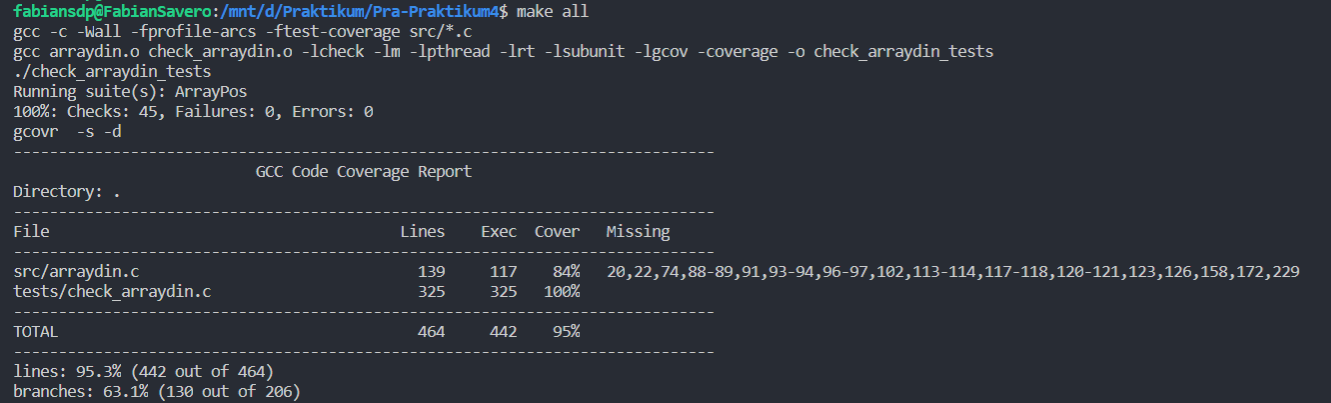 fabiansdp@FabianSavero:/mnt/d/Praktikum/Pra-Praktikum4$ make all
gcc -c -Wall -fprofile-arcs -ftest-coverage src/*.c
gcc arraydin.o check_arraydin.o -lcheck -lm -lpthread -lrt -lsubunit -lgcov -coverage -o check_arraydin_tests
./check_arraydin_tests
Running suite(s): ArrayPos
100%: Checks: 45, Failures: 0, Errors: 0
gcovr  -s -d
------------------------------------------------------------------------------
                           GCC Code Coverage Report
Directory: .
------------------------------------------------------------------------------
File                                       Lines    Exec  Cover   Missing
------------------------------------------------------------------------------
src/arraydin.c                               139     117    84%   20,22,74,88-89,91,93-94,96-97,102,113-114,117-118,120-121,123,126,158,172,229
tests/check_arraydin.c                       325     325   100%
------------------------------------------------------------------------------
TOTAL                                        464     442    95%
------------------------------------------------------------------------------
lines: 95.3% (442 out of 464)
branches: 63.1% (130 out of 206)